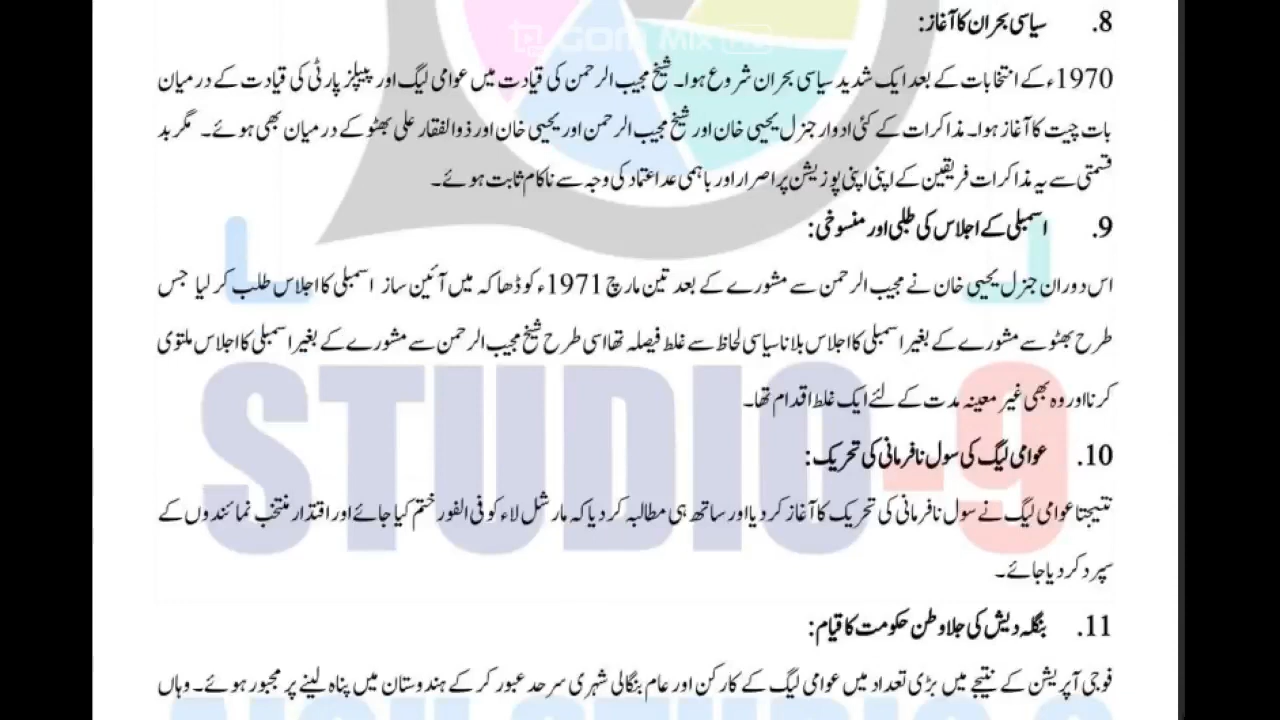 8. سیاسی بحران کا آغاز:
1970ء کے انتخابات کے بعد ایک شدید سیاسی بحران شروع ہوا۔ شیخ مجیب الرحمن کی قیادت میں عوامی لیگ اور پیپلز پارٹی کی قیادت کے درمیان
بات چیت کا آغاز ہوا۔ مذاکرات کے کئی ادوار جنرل یحییٰ خان اور شیخ مجیب الرحمن اور یحییٰ خان اور ذوالفقار علی بھٹو کے درمیان بھی ہوئے۔ مگر بد
قسمتی سے یہ مذاکرات فریقین کے اپنی اپنی پوزیشن پر اصرار اور باہمی عد اعتماد کی وجہ سے ناکام ثابت ہوئے۔
9. اسمبلی کے اجلاس کی طلبی اور منسوخی:
اس دوران جنرل یحییٰ خان نے مجیب الرحمن سے مشورے کے بعد تین مارچ 1971ء کو ڈھاکہ میں آئین ساز اسمبلی کا اجلاس طلب کر لیا جس
طرح بھٹو سے مشورے کے بغیر اسمبلی کا اجلاس بلانا سیاسی لحاظ سے غلط فیصلہ تھا اسی طرح شیخ مجیب الرحمن سے مشورے کے بغیر اسمبلی کا اجلاس ملتوی
کرنا اور وہ بھی غیر معینہ مدت کے لئے ایک غلط اقدام تھا۔
STUDIO-9
10. عوامی لیگ کی سول نافرمانی کی تحریک:
نتیجتا عوامی لیگ نے سول نافرمانی کی تحریک کا آغاز کر دیا اور ساتھ ہی مطالبہ کر دیا کہ مارشل لاء کو فی الفور ختم کیا جائے اور اقتدار منتخب نمائندوں کے
سپرد کر دیا جائے۔
11. بنگلہ دیش کی جلا وطن حکومت کا قیام:
فوجی آپریشن کے نتیجے میں بڑی تعداد میں عوامی لیگ کے کارکن اور عام بنگالی شہری سرحد عبور کر کے ہندوستان میں پناہ لینے پر مجبور ہوئے۔ وہاں